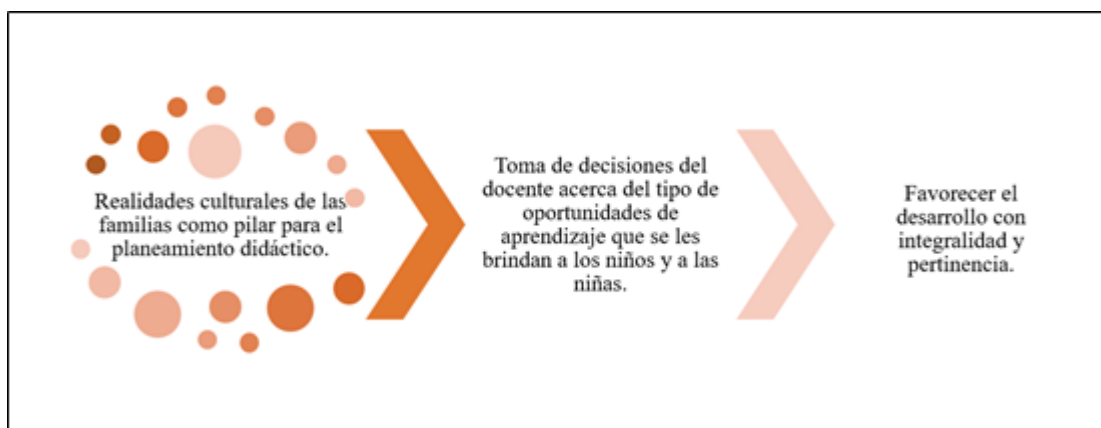 Realidades culturales de las
familias como pilar para el
planeamiento didáctico.
Toma de decisiones del
docente acerca del tipo de
oportunidades de
aprendizaje que se les
brindan a los niños y a las
niñas.
Favorecer el
desarrollo con
integralidad y
pertinencia.